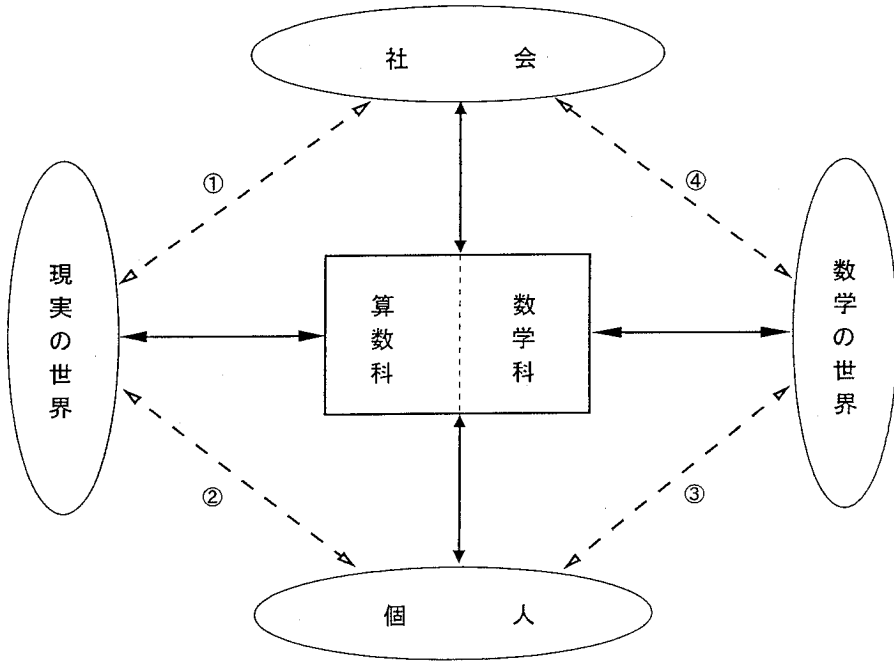 社会
①
④
現実の世界
算数科
数学科
数学の世界
②
③
個人